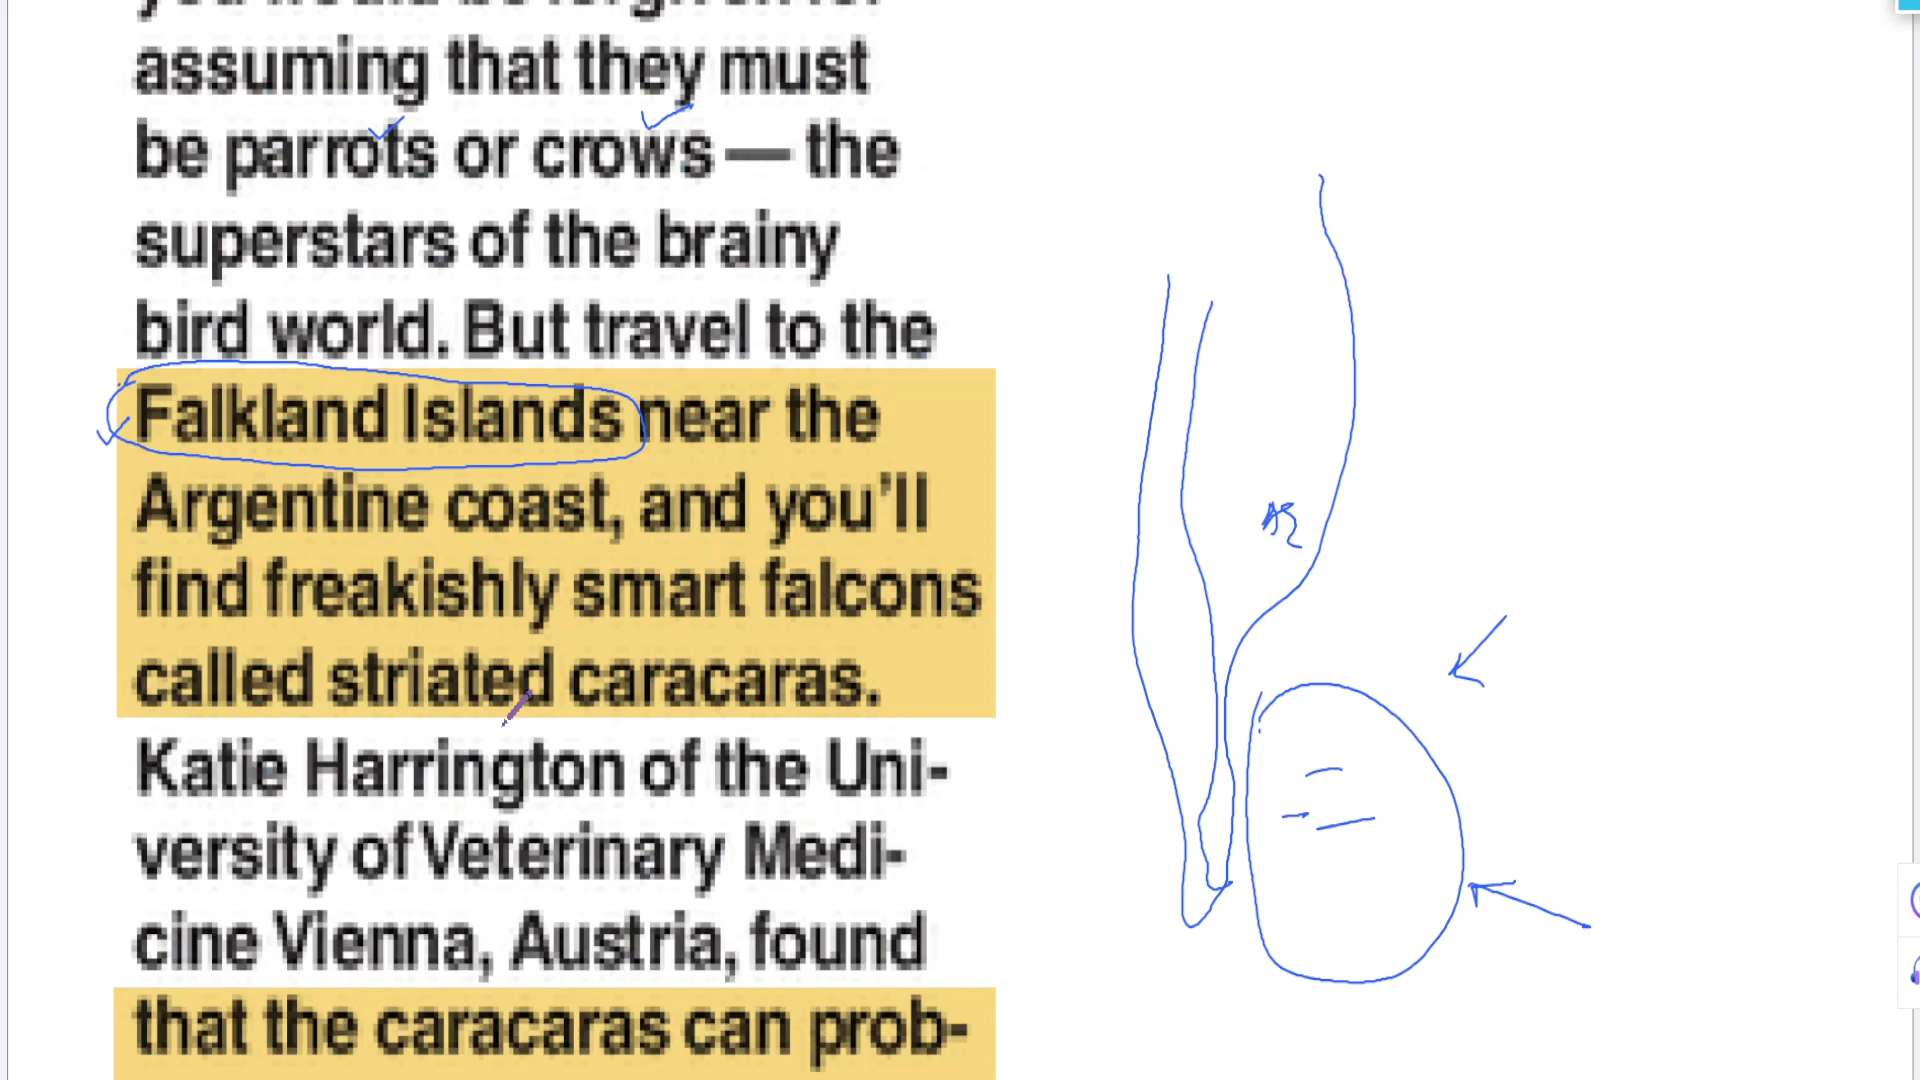 assuming that they must
be parrots or crows — the
superstars of the brainy
bird world. But travel to the
Falkland Islands near the
Argentine coast, and you'll
find freakishly smart falcons
called striated caracaras.
Katie Harrington of the Uni-
versity of Veterinary Medi-
cine Vienna, Austria, found
that the caracaras can prob-